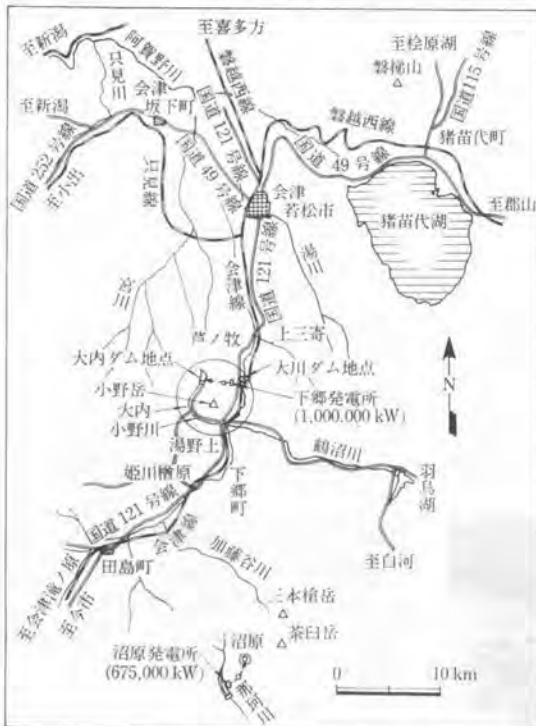 至新潟
阿賀野川
至喜多方
至桧原湖
磐梯山
国道115号線
只見川
会津
坂下町
国道121号線
磐越西線
磐越西線
猪苗代町
至新潟
国道252号線
至小出
只見線
国道49号線
国道49号線
会津
若松市
猪苗代湖
至郡山
宮川
会津線
国道121号線
湯川
芦ノ牧
上三寄
大内ダム地点
大川ダム地点
小野岳
下郷発電所
(1,000.000 kW)
大内
小野川
湯野上
N
鶴沼川
羽鳥湖
姫川楢原
下郷町
国道121号線
会津線
至白河
田島町
加藤谷川
至会津滝ノ原
至今市
三本槍岳
茶臼岳
沼原
沼原発電所
(675,000 kW)
那珂川
0
10 km